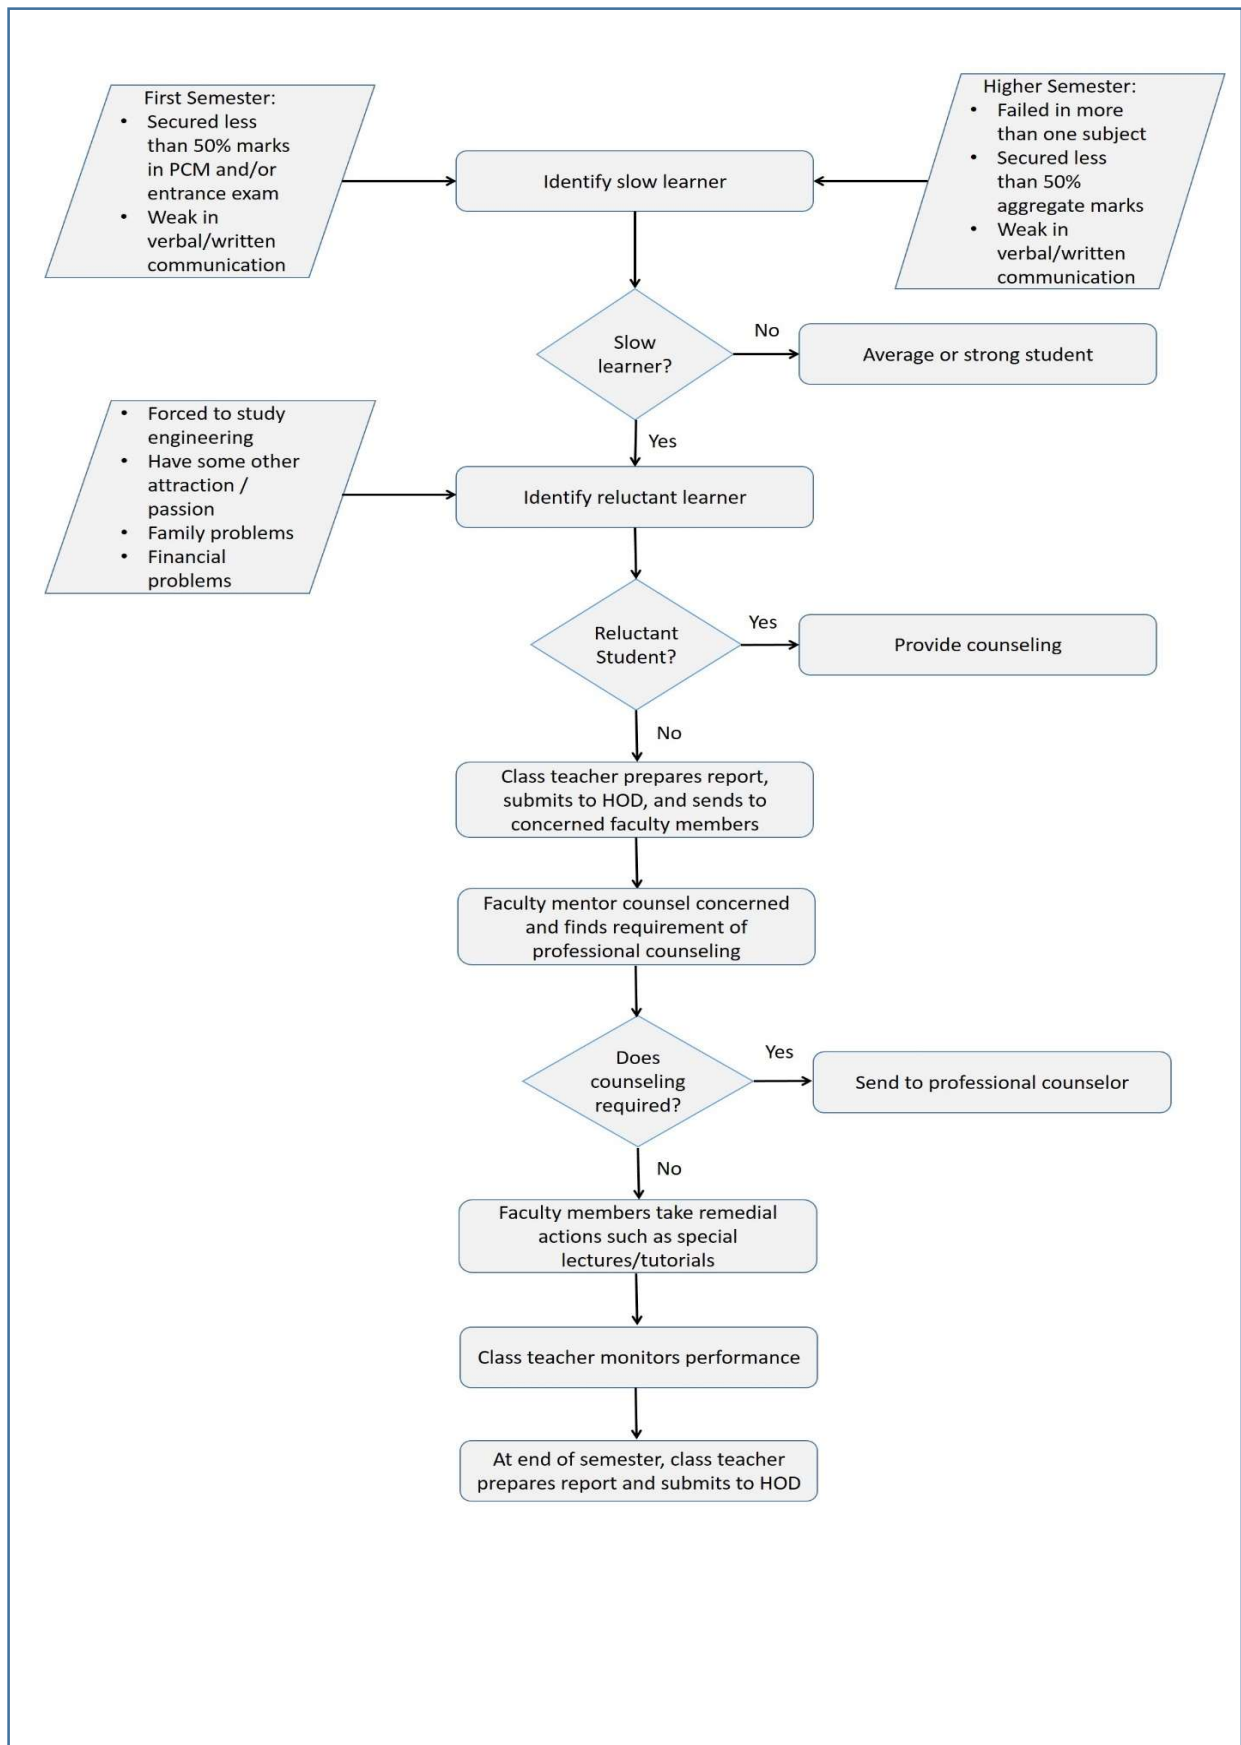 First Semester:
• Secured less
than 50% marks
in PCM and/or
entrance exam
• Weak in
verbal/written
communication
Identify slow learner
Higher Semester:
• Failed in more
than one subject
• Secured less
than 50%
aggregate marks
• Weak in
verbal/written
communication
Slow
learner?
No
Average or strong student
Yes
• Forced to study
engineering
• Have some other
attraction /
passion
• Family problems
• Financial
problems
Identify reluctant learner
Reluctant
Student?
Yes
Provide counseling
No
Class teacher prepares report,
submits to HOD, and sends to
concerned faculty members
Faculty mentor counsel concerned
and finds requirement of
professional counseling
Does
counseling
required?
Yes
Send to professional counselor
No
Faculty members take remedial
actions such as special
lectures/tutorials
Class teacher monitors performance
At end of semester, class teacher
prepares report and submits to HOD